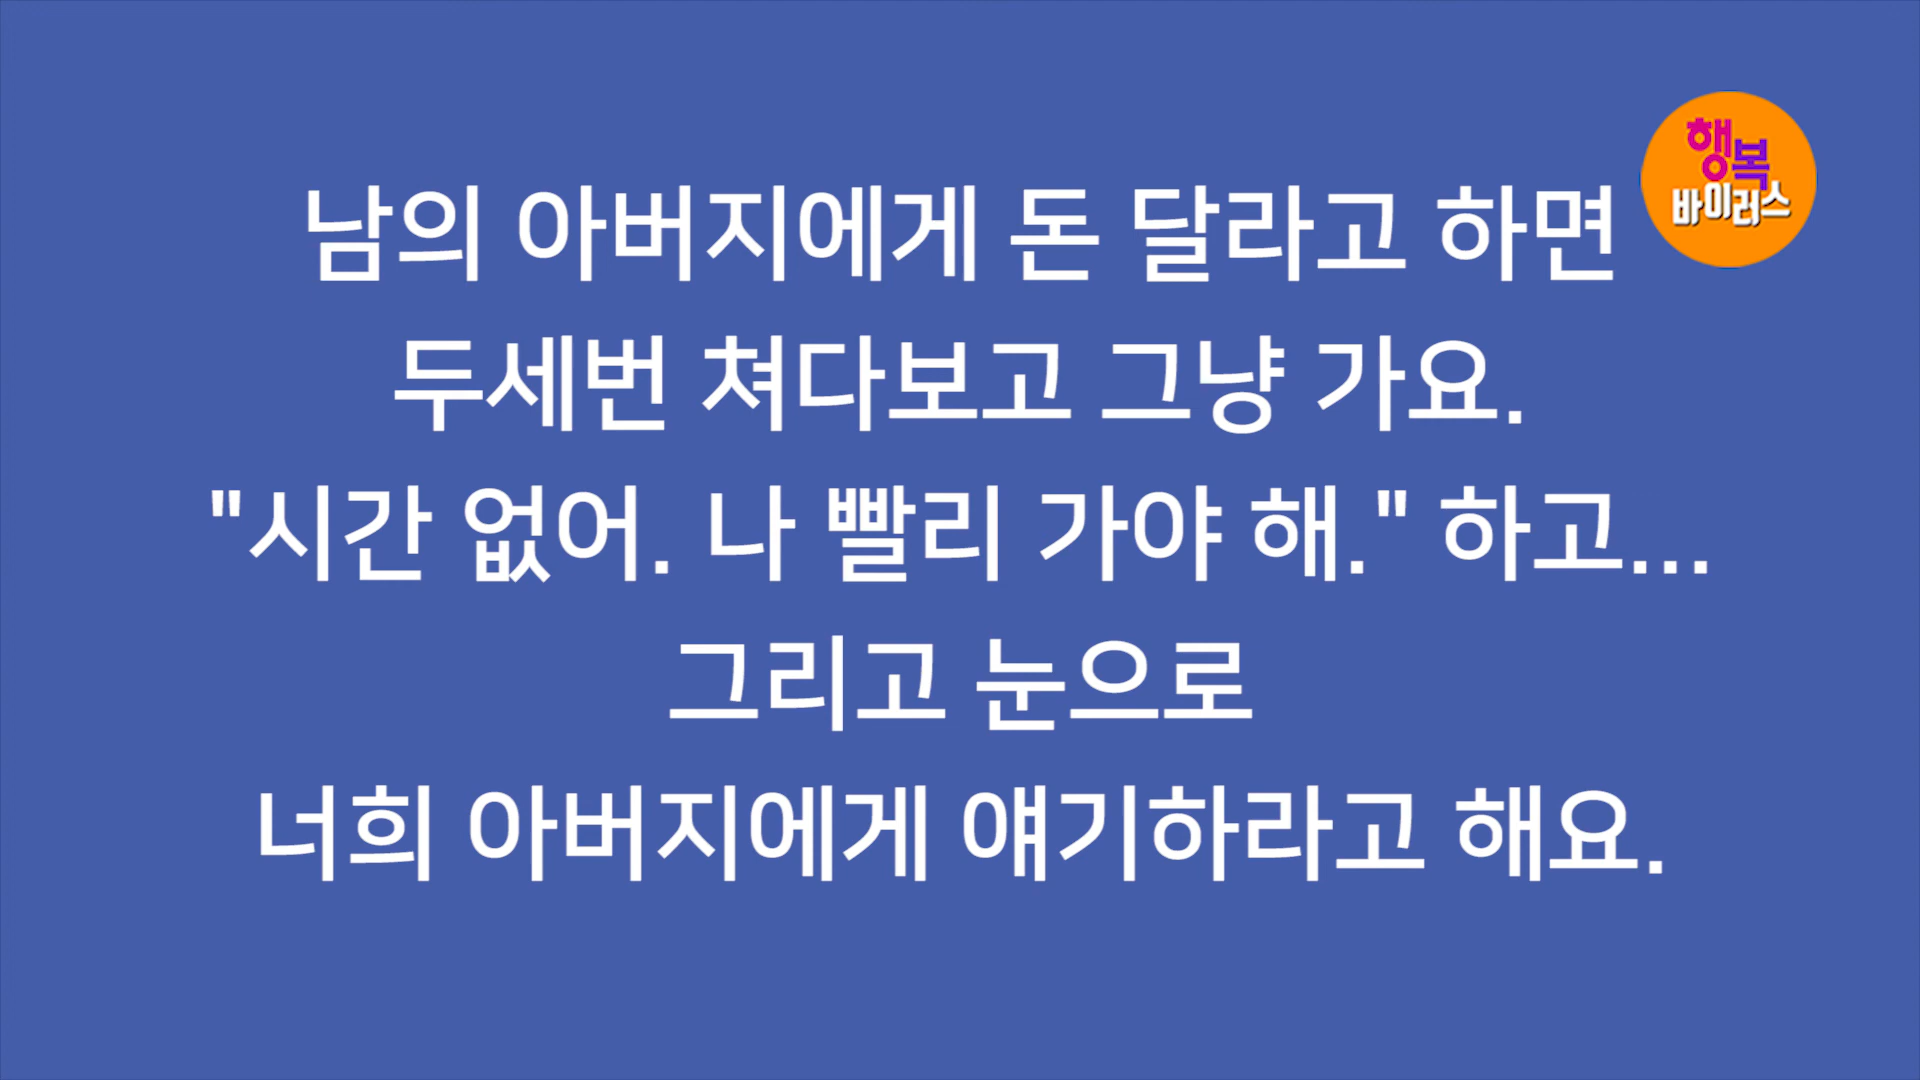 행복
바이러스
남의 아버지에게 돈 달라고 하면
두세번 쳐다보고 그냥 가요.
"시간 없어. 나 빨리 가야 해." 하고...
그리고 눈으로
너희 아버지에게 얘기하라고 해요.